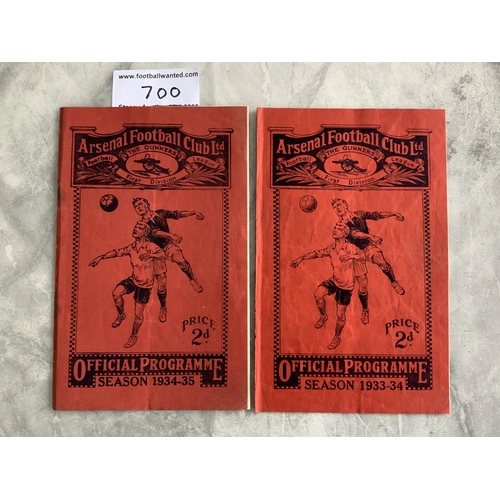 www.footballwanted.com
700
Arsenal Football Club Ltd
THE GUNNERS
Football League
First Division
PRICE
2d.
OFFICIAL PROGRAMME
SEASON 1934-35
Arsenal Football Club Ltd
THE GUNNERS
Football League
First Division
PRICE
2d.
OFFICIAL PROGRAMME
SEASON 1933-34